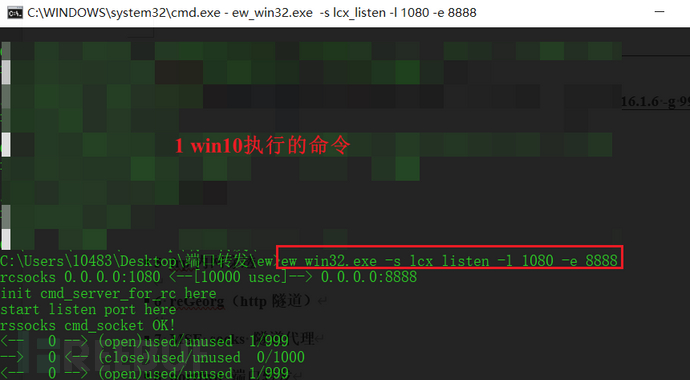 C:\WINDOWS\system32\cmd.exe - ew_win32.exe  -s lcx_listen -l 1080 -e 8888
16.1.6 -g 99
1 win10执行的命令
C:\Users\10483\Desktop\端口转发\ew>ew_win32.exe -s lcx_listen -l 1080 -e 8888
rcsocks 0.0.0.0:1080 <--[10000 usec]--> 0.0.0.0:8888
init cmd_server_for_rc here
start listen port here
rssocks cmd_socket OK!
<--   0 --> (open)used/unused  1/999
-->   0 <-- (close)used/unused  0/1000
<--   0 --> (open)used/unused  1/999